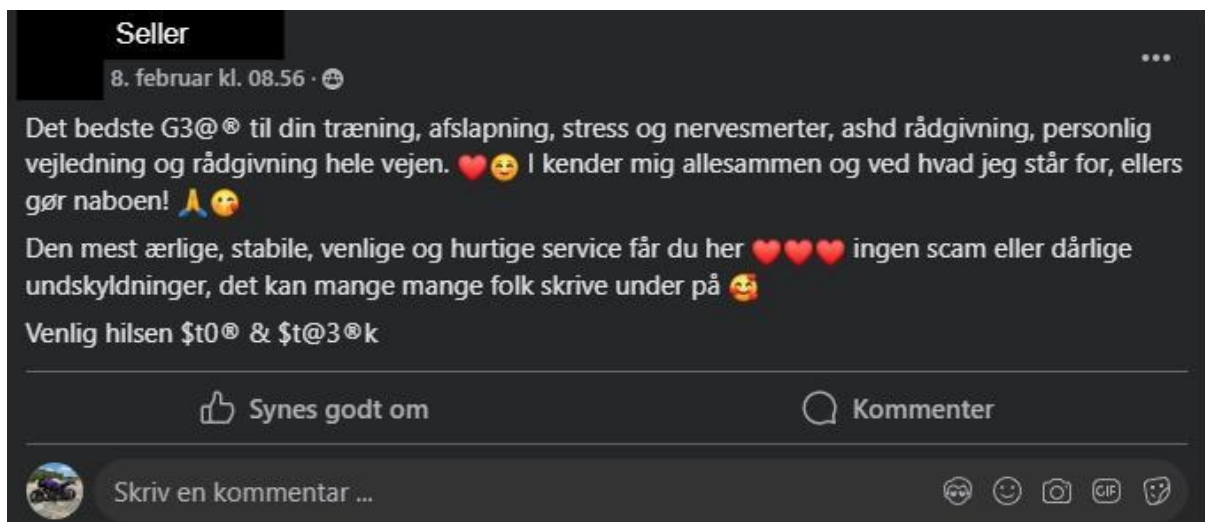 Seller
8. februar kl. 08.56 ·
Det bedste G3@® til din træning, afslapning, stress og nervesmerter, ashd rådgivning, personlig
vejledning og rådgivning hele vejen. ❤️☺️ I kender mig allesammen og ved hvad jeg står for, ellers
gør naboen! 🙏😘
Den mest ærlige, stabile, venlige og hurtige service får du her ❤️❤️❤️ ingen scam eller dårlige
undskyldninger, det kan mange mange folk skrive under på 🥰
Venlig hilsen $t0® & $t@3®k
Synes godt om
Kommenter
Skriv en kommentar ...
GIF